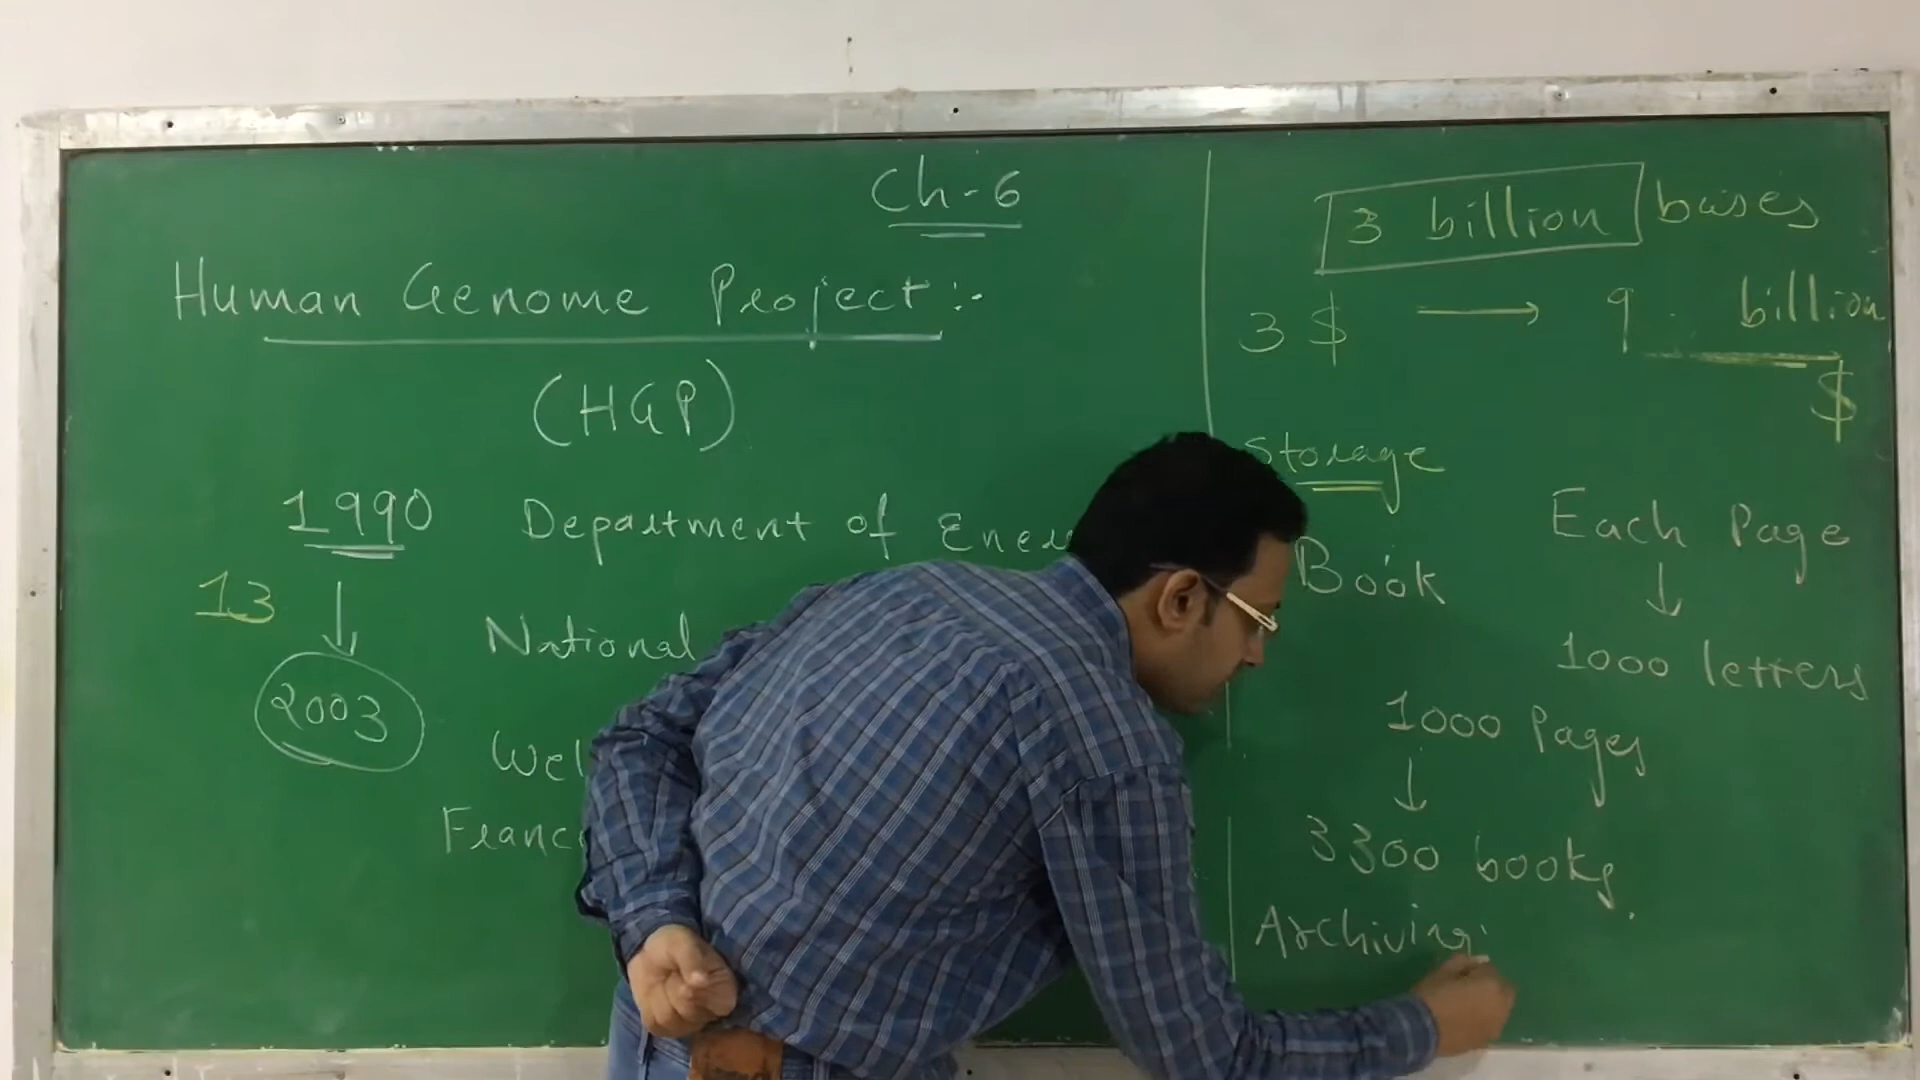 Ch-6
Human Genome Project :-
(HGP)
1990
Department of Ener
13
National
2003
Wel
Franc
3 billion bases
3 $ → 9 billion
$
Storage
Each Page
Book
↓
1000 letters
1000 Pages
↓
3300 books.
Archiving